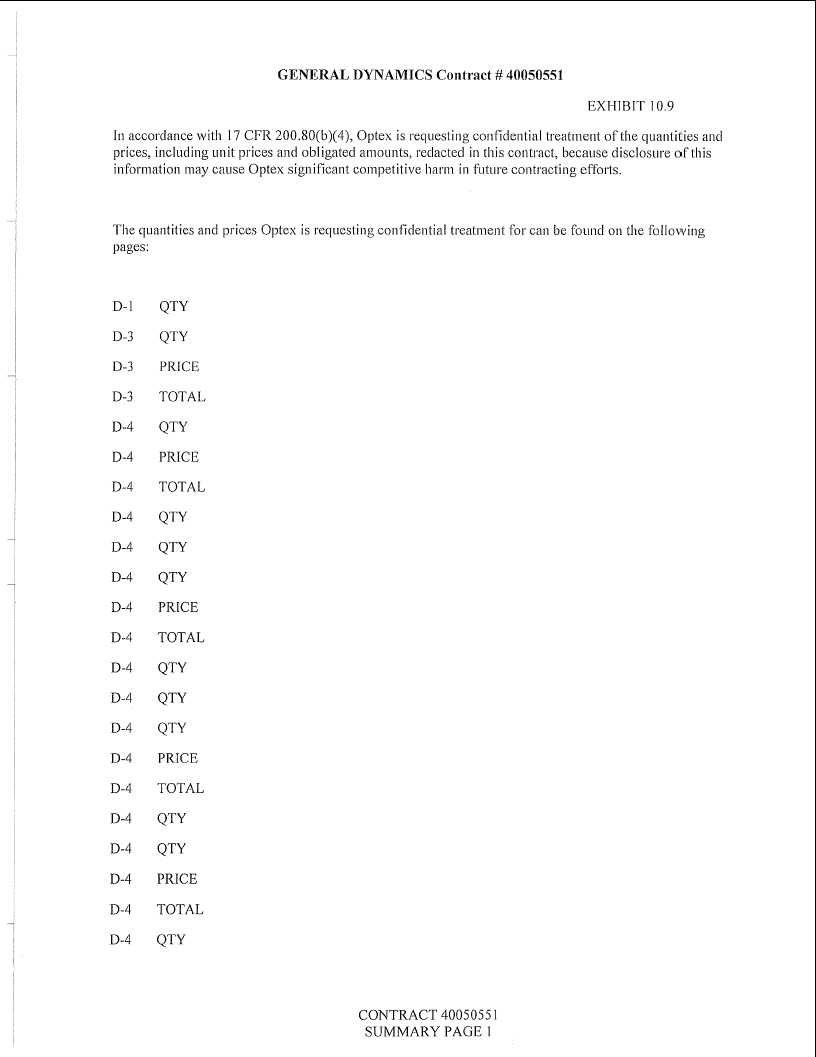 GENERAL DYNAMICS Contract # 40050551
EXHIBIT 10.9
In accordance with 17 CFR 200.80(b)(4), Optex is requesting confidential treatment of the quantities and
prices, including unit prices and obligated amounts, redacted in this contract, because disclosure of this
information may cause Optex significant competitive harm in future contracting efforts.
The quantities and prices Optex is requesting confidential treatment for can be found on the following
pages:
D-1 QTY
D-3 QTY
D-3 PRICE
D-3 TOTAL
D-4 QTY
D-4 PRICE
D-4 TOTAL
D-4 QTY
D-4 QTY
D-4 QTY
D-4 PRICE
D-4 TOTAL
D-4 QTY
D-4 QTY
D-4 QTY
D-4 PRICE
D-4 TOTAL
D-4 QTY
D-4 QTY
D-4 PRICE
D-4 TOTAL
D-4 QTY
CONTRACT 40050551
SUMMARY PAGE 1